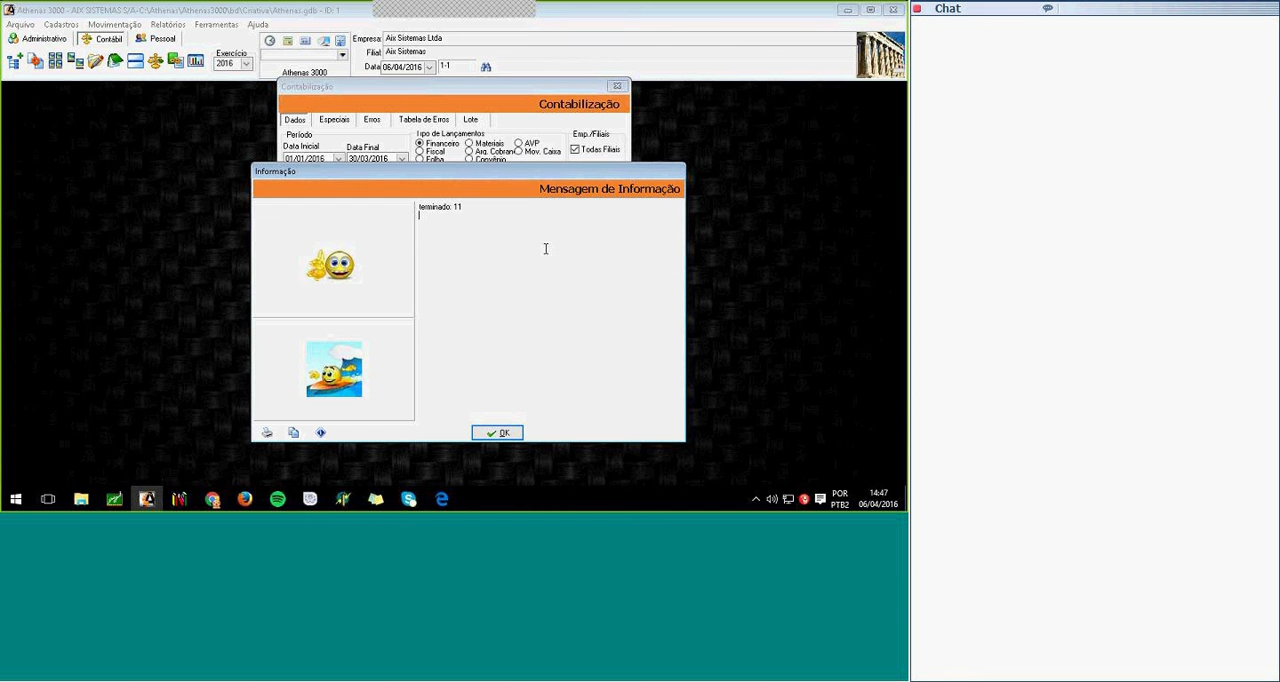 Athenas 3000 - AIX SISTEMAS S/A-C:\Athenas\Athenas3000\bd\Criativa\Athenas.gdb - ID: 1
Chat
Arquivo Cadastros Movimentação Relatórios Ferramentas Ajuda
Administrativo Contábil Pessoal
Empresa: Aix Sistemas Ltda
Filial Aix Sistemas
Exercício
2016
Data 06/04/2016 1-1
Athenas 3000
Contabilização
Contabilização
Dados Especiais Erros Tabela de Erros Lote
Período Tipo de Lançamentos Emp./Filiais
Data Inicial Data Final Financeiro Materiais AVP Todas Filiais
01/01/2016 30/03/2016 Fiscal Arq. Cobran Mov. Caixa
Folha Convênio
Informação
Mensagem de Informação
terminado: 11
OK
POR 14:47
PTB2 06/04/2016